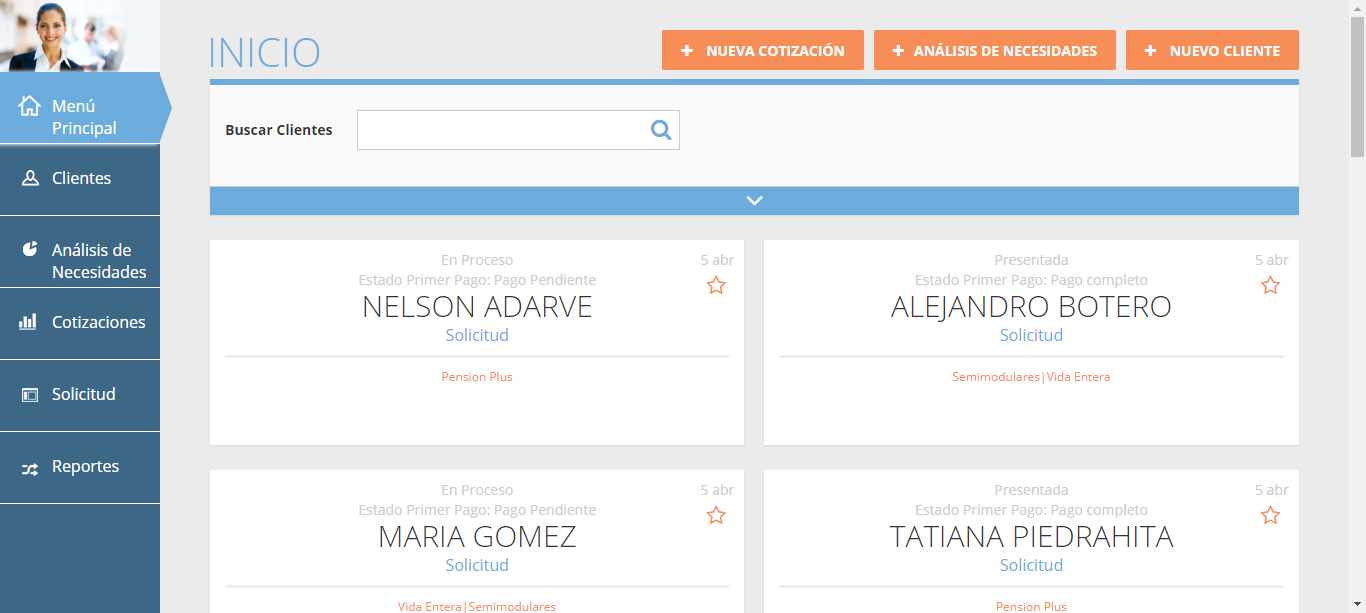 Menú
Principal
Clientes
Análisis de
Necesidades
Cotizaciones
Solicitud
Reportes
INICIO
NUEVA COTIZACIÓN
ANÁLISIS DE NECESIDADES
NUEVO CLIENTE
Buscar Clientes
En Proceso
5 abr
Estado Primer Pago: Pago Pendiente
NELSON ADARVE
Solicitud
Pension Plus
Presentada
5 abr
Estado Primer Pago: Pago completo
ALEJANDRO BOTERO
Solicitud
Semimodulares|Vida Entera
En Proceso
5 abr
Estado Primer Pago: Pago Pendiente
MARIA GOMEZ
Solicitud
Vida Entera|Semimodulares
Presentada
5 abr
Estado Primer Pago: Pago completo
TATIANA PIEDRAHITA
Solicitud
Pension Plus